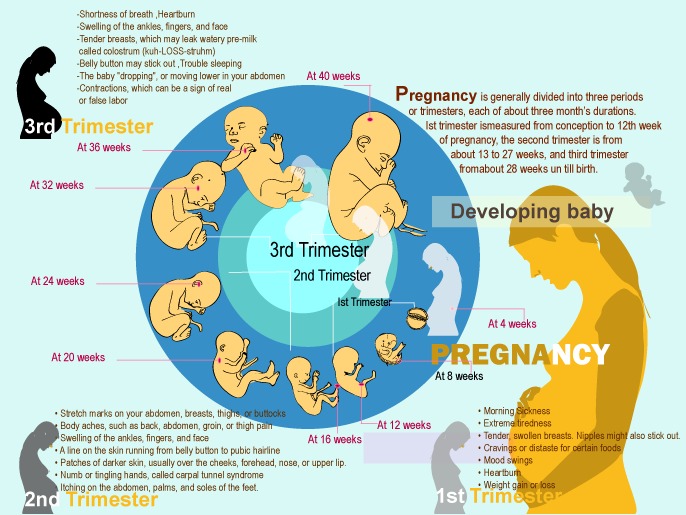 -Shortness of breath ,Heartburn
-Swelling of the ankles, fingers, and face
-Tender breasts, which may leak watery pre-milk
called colostrum (kuh-LOSS-struhm)
-Belly button may stick out ,Trouble sleeping
-The baby "dropping", or moving lower in your abdomen
-Contractions, which can be a sign of real
or false labor
3rd Trimester
Pregnancy is generally divided into three periods
or trimesters, each of about three month's durations.
Ist trimester ismeasured from conception to 12th week
of pregnancy, the second trimester is from
about 13 to 27 weeks, and third trimester
fromabout 28 weeks un till birth.
Developing baby
At 40 weeks
At 36 weeks
At 32 weeks
At 24 weeks
At 20 weeks
At 16 weeks
At 12 weeks
At 8 weeks
At 4 weeks
3rd Trimester
2nd Trimester
Ist Trimester
PREGNANCY
• Stretch marks on your abdomen, breasts, thighs, or buttocks
• Body aches, such as back, abdomen, groin, or thigh pain
• Swelling of the ankles, fingers, and face
• A line on the skin running from belly button to pubic hairline
• Patches of darker skin, usually over the cheeks, forehead, nose, or upper lip.
• Numb or tingling hands, called carpal tunnel syndrome
• Itching on the abdomen, palms, and soles of the feet.
2nd Trimester
• Morning Sickness
• Extreme tiredness
• Tender, swollen breasts. Nipples might also stick out.
• Cravings or distaste for certain foods
• Mood swings
• Heartburn
• Weight gain or loss
1st Trimester